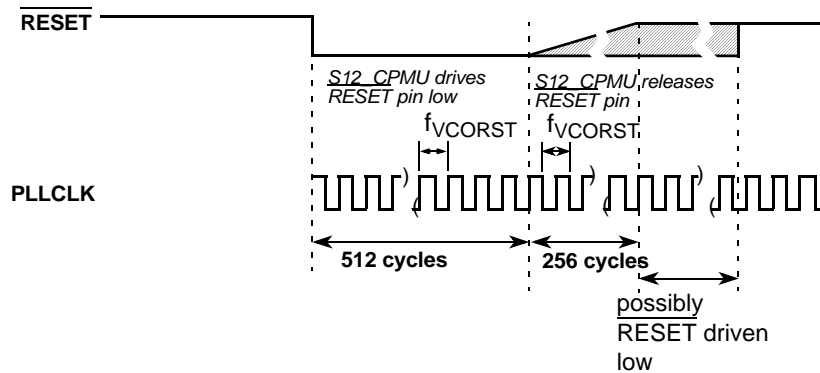 RESET
S12_CPMU drives
RESET pin low
S12_CPMU releases
RESET pin
fVCORST
fVCORST
PLLCLK
512 cycles
256 cycles
possibly
RESET driven
low